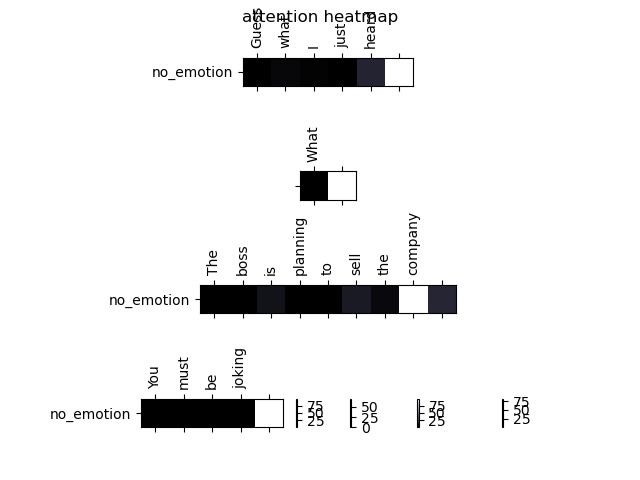 attention heatmap
Guess what I just heard
no_emotion
What
The boss is planning to sell the company
no_emotion
You must be joking
no_emotion
75 50 25
50 25 0
75 50 25
75 50 25